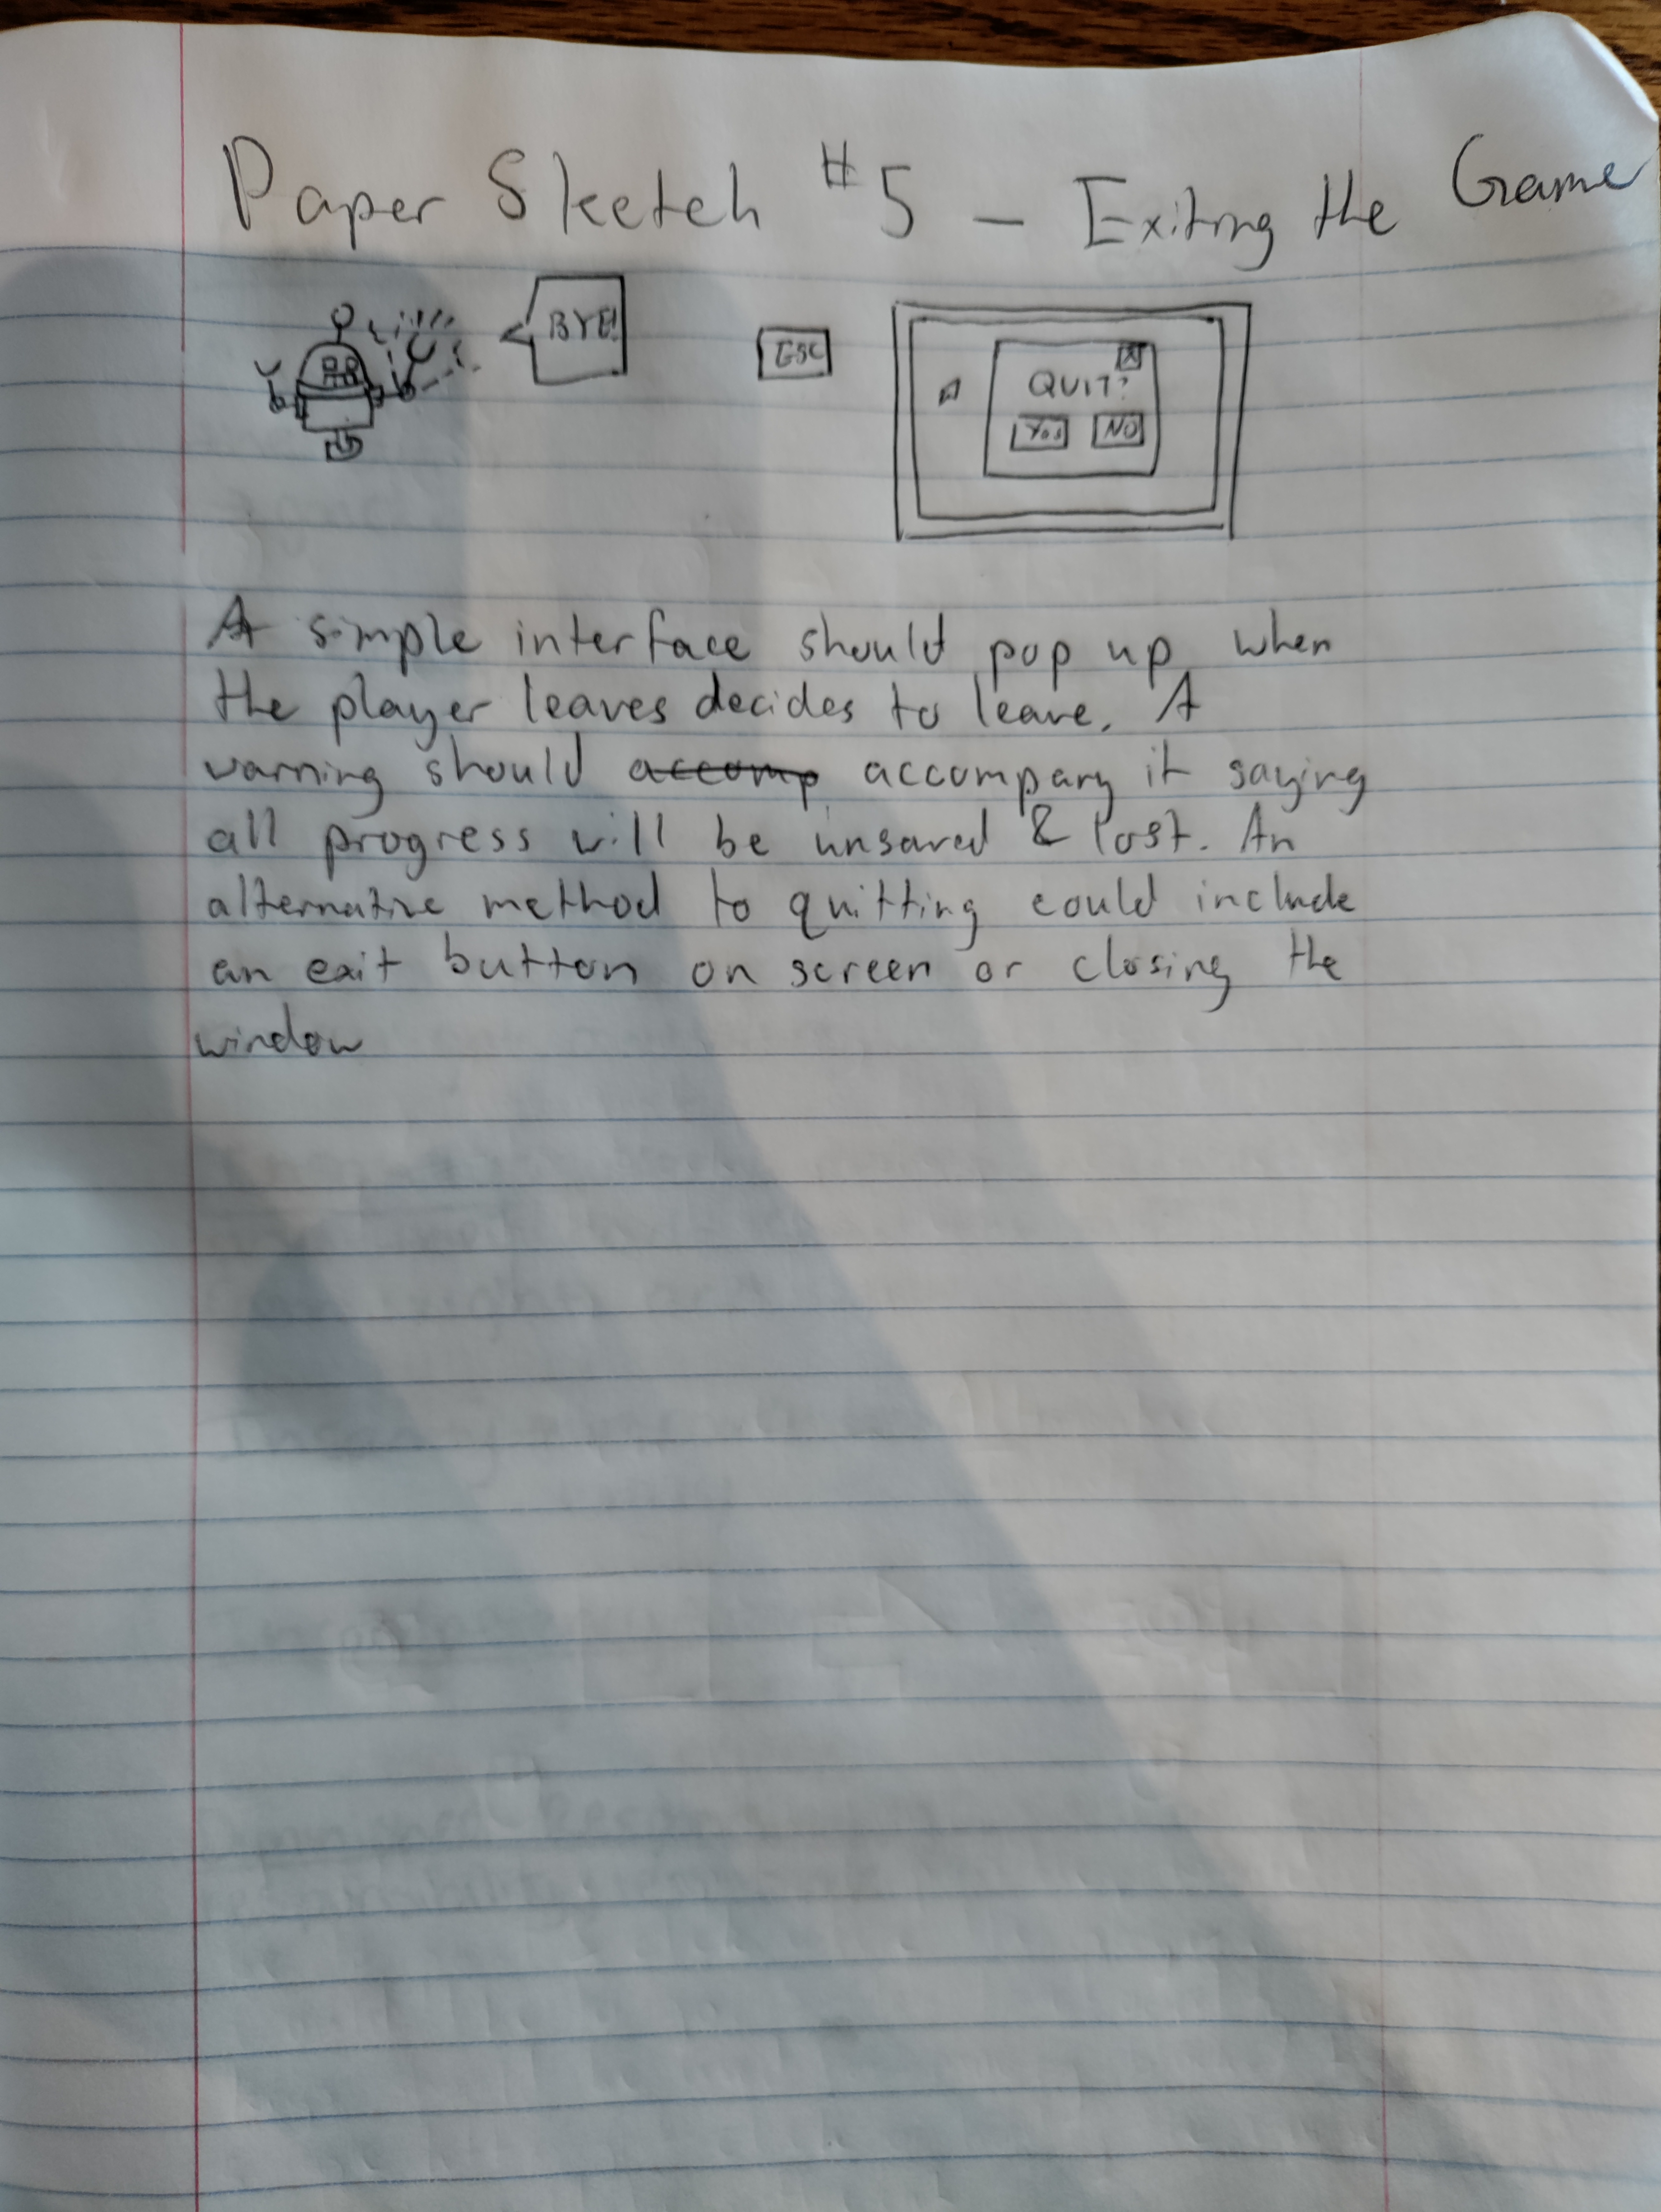 Paper Sketch #5 - Exiting the Game
BYE!
ESC
X
QUIT?
Yes NO
A simple interface should pop up when
the player leaves decides to leave. A
warning should accomp accompany it saying
all progress will be unsaved & lost. An
alternative method to quitting could include
an exit button on screen or closing the
window